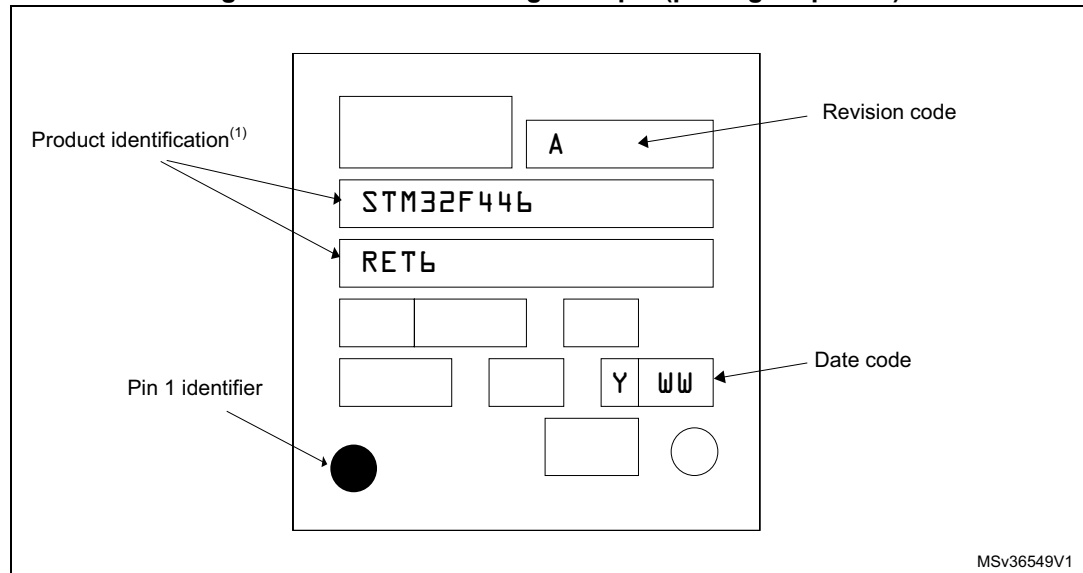 Revision code
Product identification(1)
A
STM32F446
RET6
Date code
Y WW
Pin 1 identifier
MSv36549V1